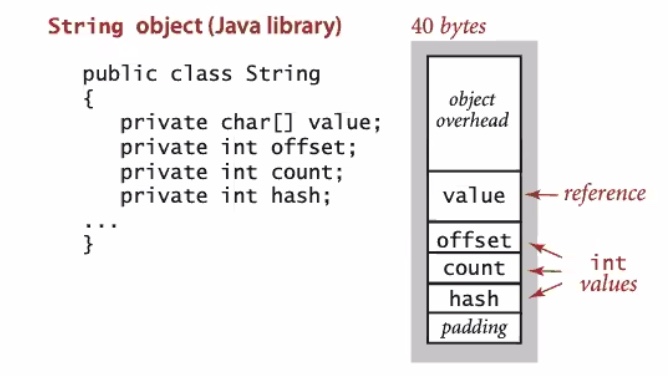 String object (Java library)
public class String
{
private char[] value;
private int offset;
private int count;
private int hash;
...
}
40 bytes
object
overhead
value
reference
offset
count
hash
padding
int
values